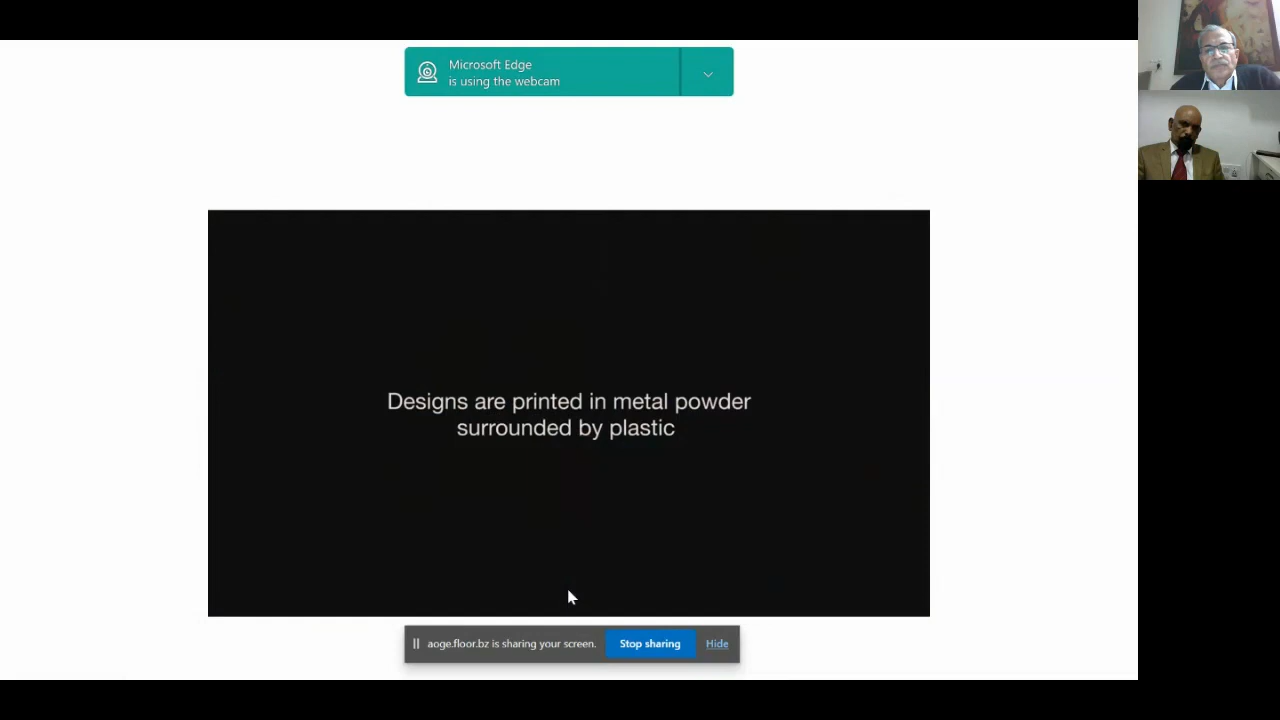 Microsoft Edge
is using the webcam
Designs are printed in metal powder
surrounded by plastic
aoge.floor.bz is sharing your screen.
Stop sharing
Hide